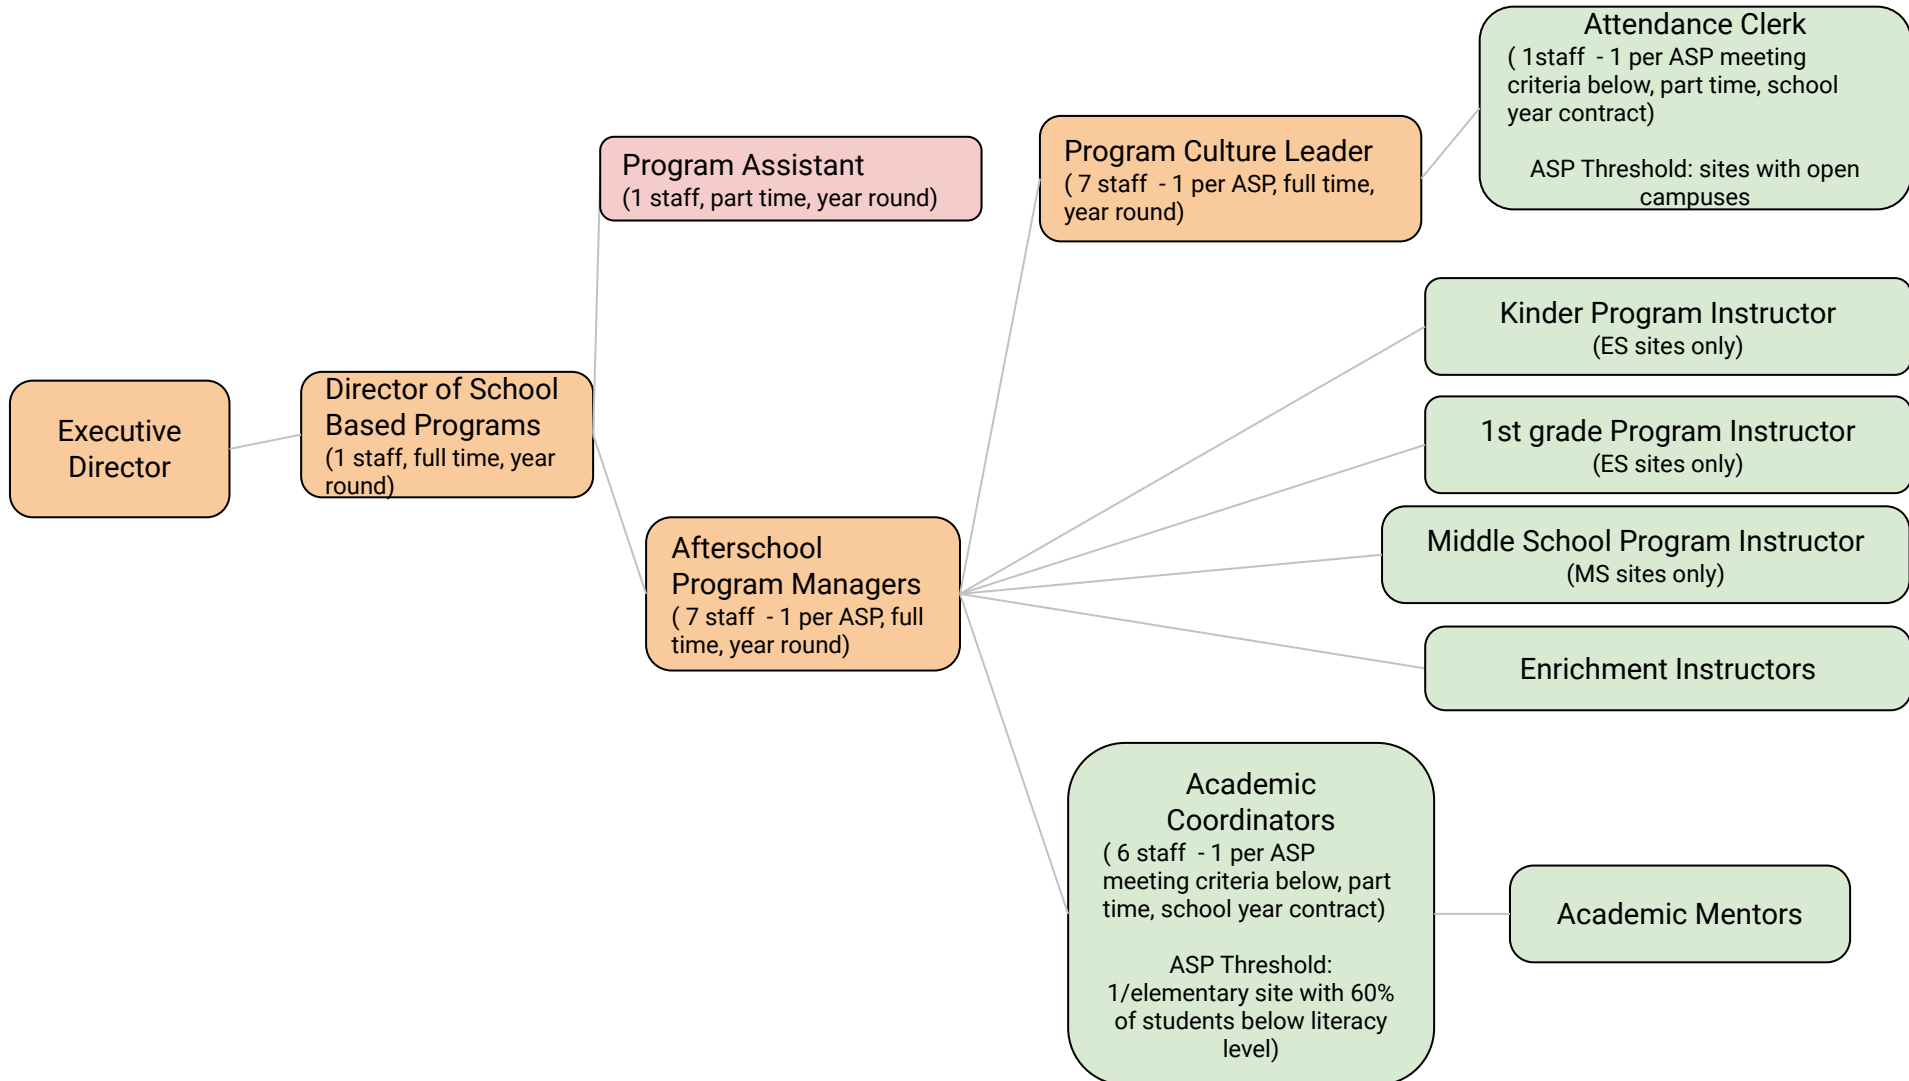 Executive
Director
Director of School
Based Programs
(1 staff, full time, year
round)
Program Assistant
(1 staff, part time, year round)
Afterschool
Program Managers
( 7 staff - 1 per ASP, full
time, year round)
Program Culture Leader
( 7 staff - 1 per ASP, full time,
year round)
Attendance Clerk
( 1staff - 1 per ASP meeting
criteria below, part time, school
year contract)
ASP Threshold: sites with open
campuses
Kinder Program Instructor
(ES sites only)
1st grade Program Instructor
(ES sites only)
Middle School Program Instructor
(MS sites only)
Enrichment Instructors
Academic
Coordinators
( 6 staff - 1 per ASP
meeting criteria below, part
time, school year contract)
ASP Threshold:
1/elementary site with 60%
of students below literacy
level)
Academic Mentors